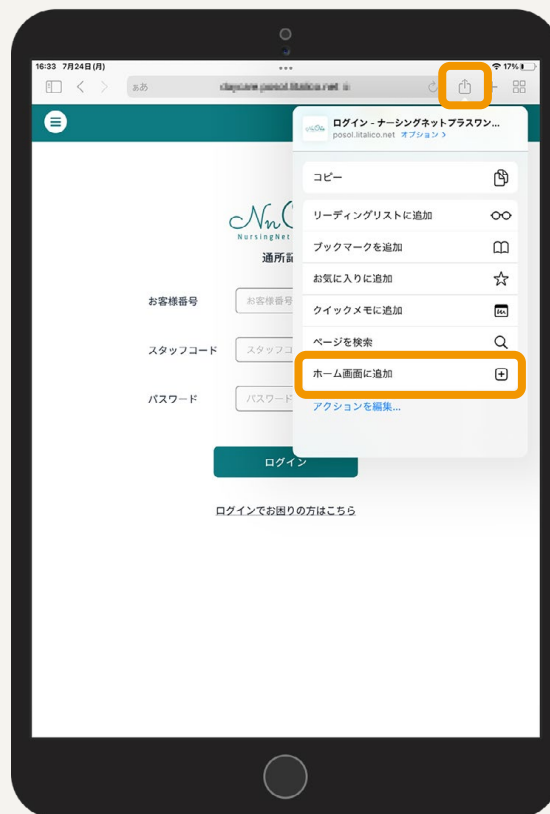 16:33 7月24日(月)
17%
ああ
ログイン - ナーシングネットプラスワン...
posol.litalico.net オプション >
コピー
リーディングリストに追加
NursingNet
ブックマークを追加
通所記
お気に入りに追加
お客様番号
お客様番号
クイックメモに追加
スタッフコード
スタッフコ
ページを検索
ホーム画面に追加
パスワード
パスワード
アクションを編集...
ログイン
ログインでお困りの方はこちら